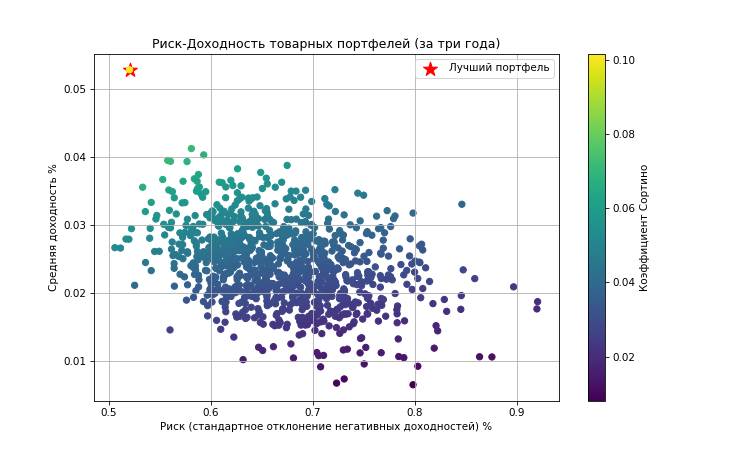 Риск-Доходность товарных портфелей (за три года)
Лучший портфель
Средняя доходность %
0.05
0.04
0.03
0.02
0.01
0.5 0.6 0.7 0.8 0.9
Риск (стандартное отклонение негативных доходностей) %
0.10
0.08
0.06
0.04
0.02
Коэффициент Сортино